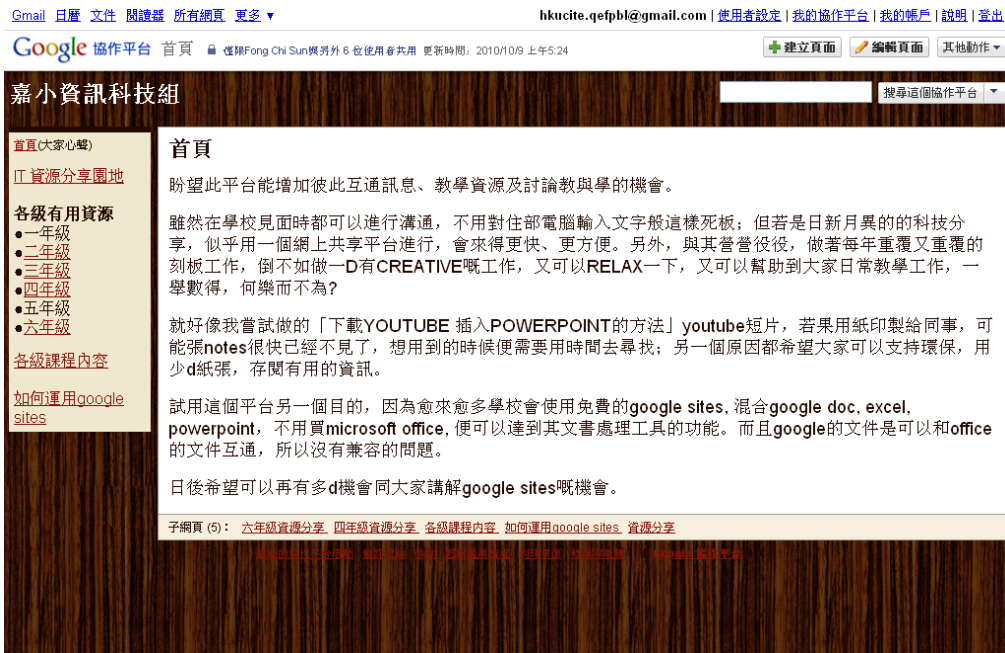 Gmail 日曆 文件 閱讀器 所有網頁 更多 ▼
hkucite.qefpbl@gmail.com | 使用者設定 | 我的協作平台 | 我的帳戶 | 說明 | 登出
Google 協作平台 首頁 僅限Fong Chi Sun與另外 6 位使用者共用 更新時間: 2010/10/9 上午5:24
建立頁面 編輯頁面 其他動作
嘉小資訊科技組
搜尋這個協作平台
首頁(大家心聲)
IT 資源分享園地
各級有用資源
●一年級
●二年級
●三年級
●四年級
●五年級
●六年級
各級課程內容
如何運用google
sites
首頁
盼望此平台能增加彼此互通訊息、教學資源及討論教與學的機會。
雖然在學校見面時都可以進行溝通，不用對住部電腦輸入文字般這樣死板；但若是日新月異的的科技分
享，似乎用一個網上共享平台進行，會來得更快、更方便。另外，與其營營役役，做著每年重覆又重覆的
刻板工作，倒不如做一D有CREATIVE嘅工作，又可以RELAX一下，又可以幫助到大家日常教學工作，一
舉數得，何樂而不為?
就好像我嘗試做的「下載YOUTUBE 插入POWERPOINT的方法」youtube短片，若果用紙印製給同事，可
能張notes很快已經不見了，想用到的時候便需要用時間去尋找；另一個原因都希望大家可以支持環保，用
少d紙張，存閱有用的資訊。
試用這個平台另一個目的，因為愈來愈多學校會使用免費的google sites, 混合google doc, excel,
powerpoint，不用買microsoft office, 便可以達到其文書處理工具的功能。而且google的文件是可以和office
的文件互通，所以沒有兼容的問題。
日後希望可以再有多d機會同大家講解google sites嘅機會。
子網頁 (5)： 六年級資源分享 四年級資源分享 各級課程內容 如何運用google sites 資源分享
Google 協作平台